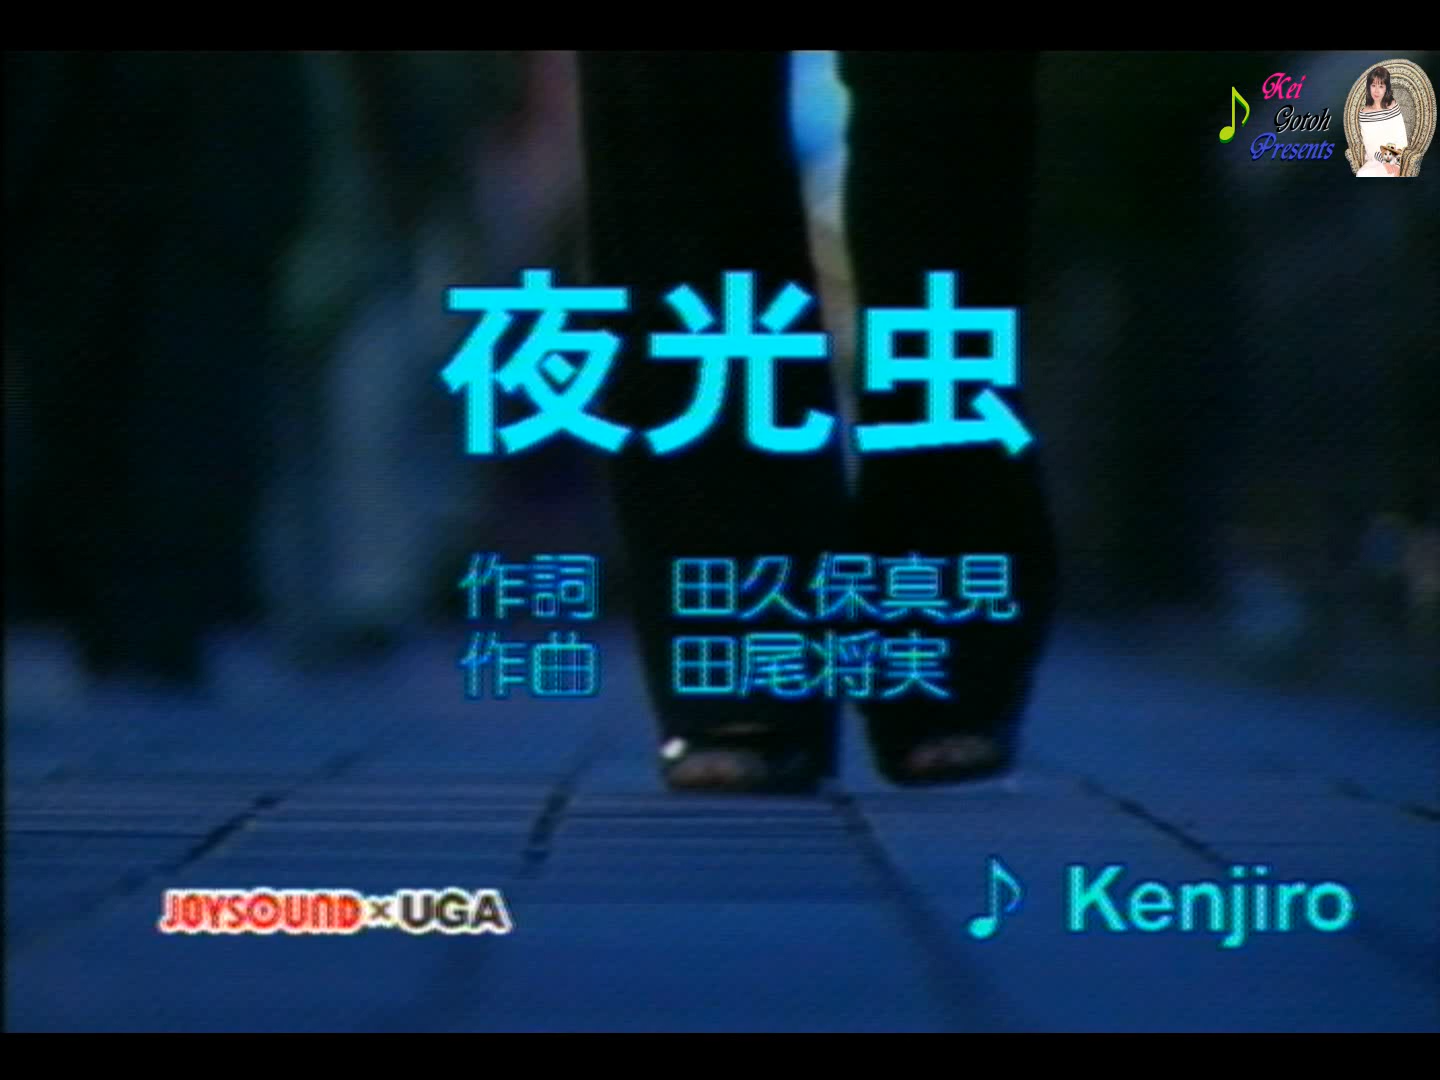 Kei
Gotoh
Presents
夜光虫
作詞 田久保真見
作曲 田尾将実
JOYSOUND×UGA
♪ Kenjiro